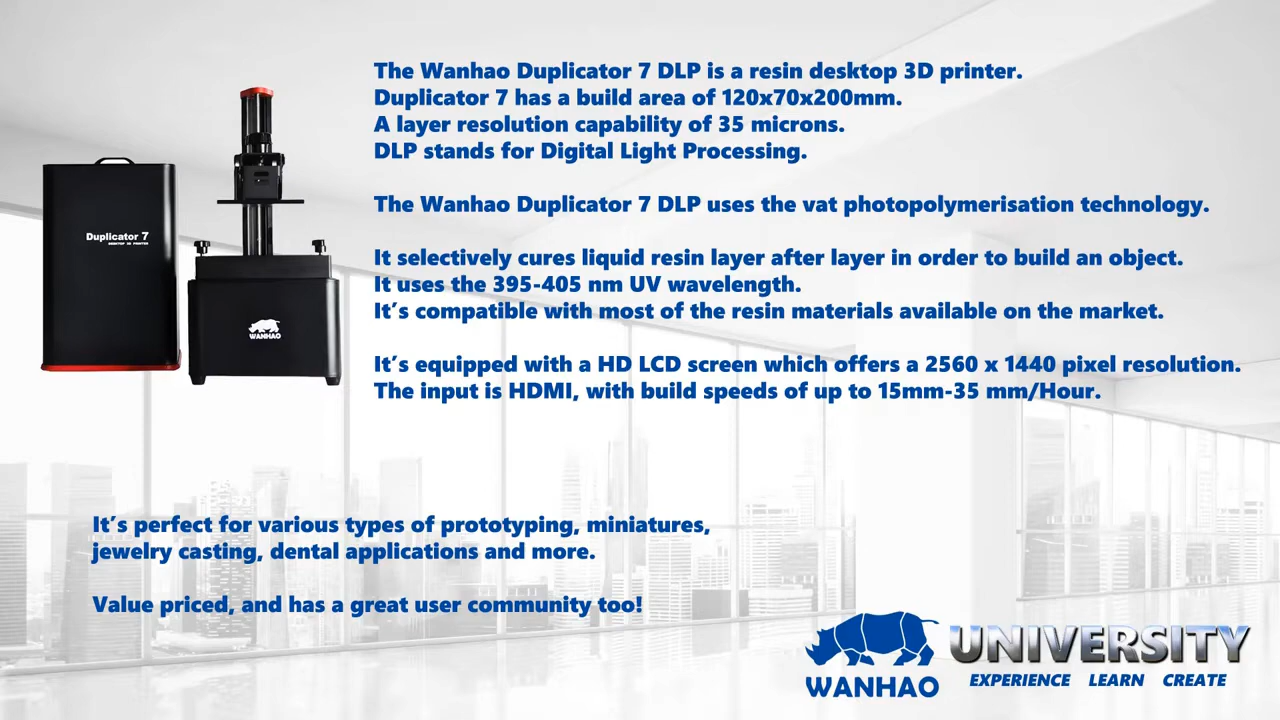 The Wanhao Duplicator 7 DLP is a resin desktop 3D printer.
Duplicator 7 has a build area of 120x70x200mm.
A layer resolution capability of 35 microns.
DLP stands for Digital Light Processing.
The Wanhao Duplicator 7 DLP uses the vat photopolymerisation technology.
It selectively cures liquid resin layer after layer in order to build an object.
It uses the 395-405 nm UV wavelength.
It's compatible with most of the resin materials available on the market.
It's equipped with a HD LCD screen which offers a 2560 x 1440 pixel resolution.
The input is HDMI, with build speeds of up to 15mm-35 mm/Hour.
Duplicator 7
DESKTOP 3D PRINTER
WANHAO
It's perfect for various types of prototyping, miniatures,
jewelry casting, dental applications and more.
Value priced, and has a great user community too!
WANHAO
UNIVERSITY
EXPERIENCE LEARN CREATE